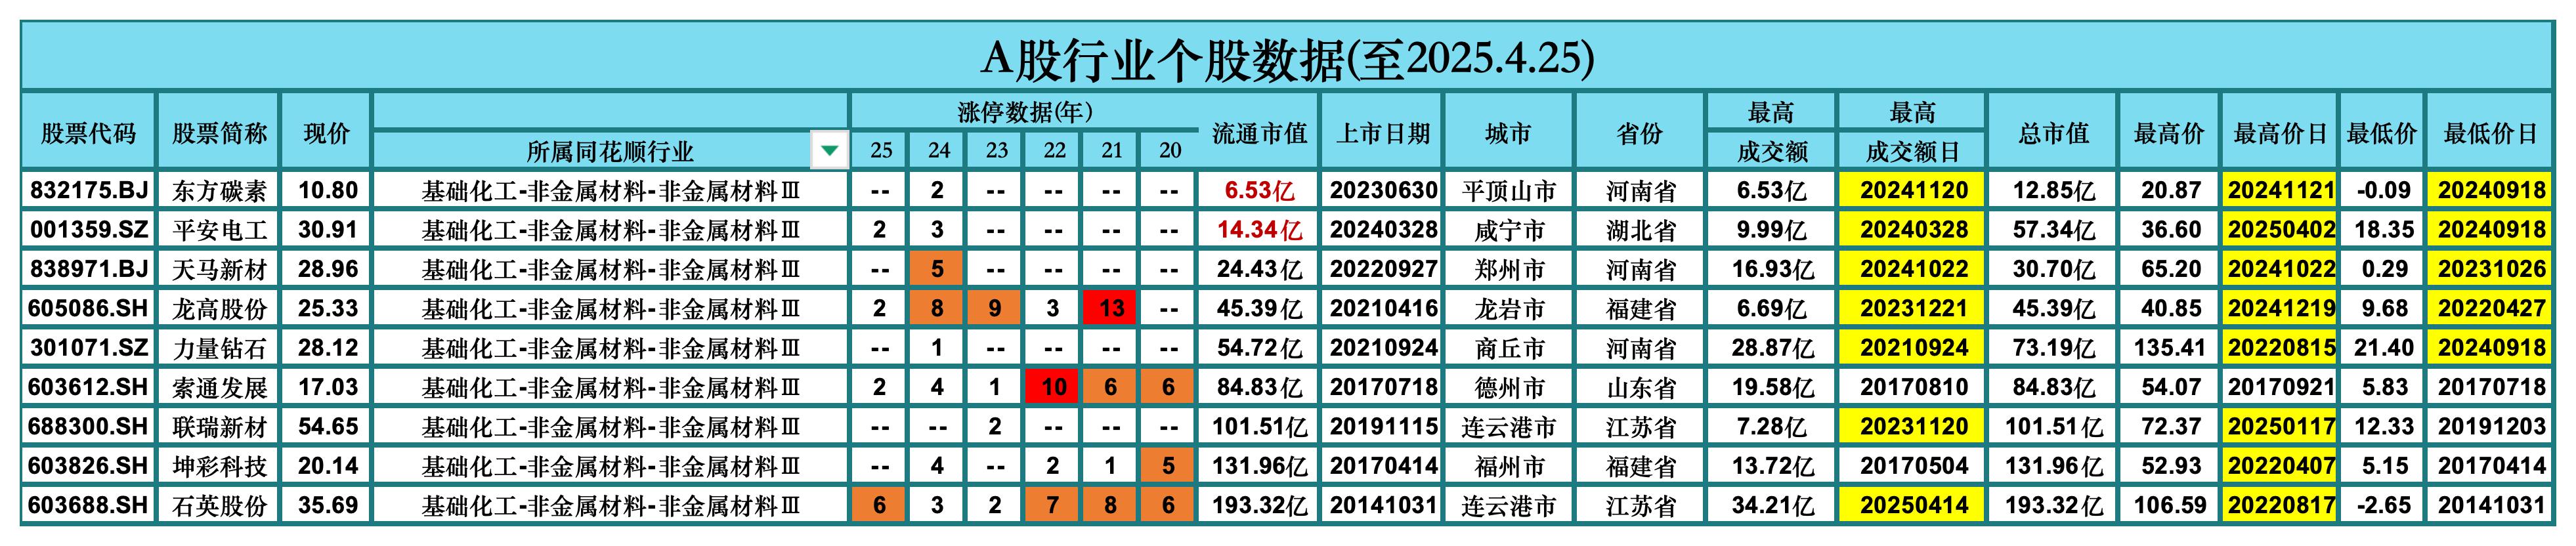 A股行业个股数据(至2025.4.25)
股票代码 股票简称 现价 所属同花顺行业 涨停数据(年) 25 24 23 22 21 20 流通市值 上市日期 城市 省份 最高成交额 最高成交额日 总市值 最高价 最高价日 最低价 最低价日
832175.BJ 东方碳素 10.80 基础化工-非金属材料-非金属材料Ⅲ -- 2 -- -- -- -- 6.53亿 20230630 平顶山市 河南省 6.53亿 20241120 12.85亿 20.87 20241121 -0.09 20240918
001359.SZ 平安电工 30.91 基础化工-非金属材料-非金属材料Ⅲ 2 3 -- -- -- -- 14.34亿 20240328 咸宁市 湖北省 9.99亿 20240328 57.34亿 36.60 20250402 18.35 20240918
838971.BJ 天马新材 28.96 基础化工-非金属材料-非金属材料Ⅲ -- 5 -- -- -- -- 24.43亿 20220927 郑州市 河南省 16.93亿 20241022 30.70亿 65.20 20241022 0.29 20231026
605086.SH 龙高股份 25.33 基础化工-非金属材料-非金属材料Ⅲ 2 8 9 3 13 -- 45.39亿 20210416 龙岩市 福建省 6.69亿 20231221 45.39亿 40.85 20241219 9.68 20220427
301071.SZ 力量钻石 28.12 基础化工-非金属材料-非金属材料Ⅲ -- 1 -- -- -- -- 54.72亿 20210924 商丘市 河南省 28.87亿 20210924 73.19亿 135.41 20220815 21.40 20240918
603612.SH 索通发展 17.03 基础化工-非金属材料-非金属材料Ⅲ 2 4 1 10 6 6 84.83亿 20170718 德州市 山东省 19.58亿 20170810 84.83亿 54.07 20170921 5.83 20170718
688300.SH 联瑞新材 54.65 基础化工-非金属材料-非金属材料Ⅲ -- -- 2 -- -- -- 101.51亿 20191115 连云港市 江苏省 7.28亿 20231120 101.51亿 72.37 20250117 12.33 20191203
603826.SH 坤彩科技 20.14 基础化工-非金属材料-非金属材料Ⅲ -- 4 -- 2 1 5 131.96亿 20170414 福州市 福建省 13.72亿 20170504 131.96亿 52.93 20220407 5.15 20170414
603688.SH 石英股份 35.69 基础化工-非金属材料-非金属材料Ⅲ 6 3 2 7 8 6 193.32亿 20141031 连云港市 江苏省 34.21亿 20250414 193.32亿 106.59 20220817 -2.65 20141031